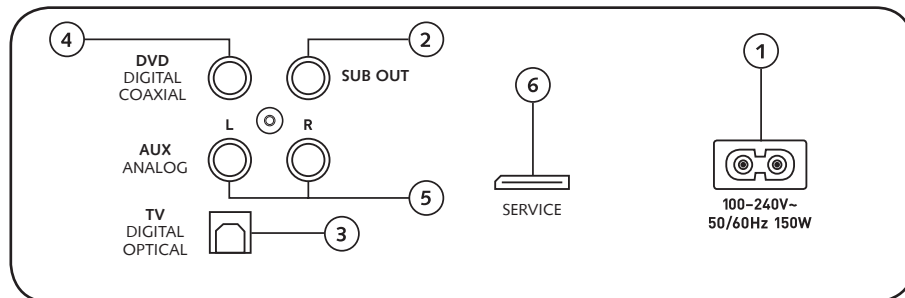 4
2
DVD
DIGITAL
COAXIAL
SUB OUT
6
1
L
R
AUX
ANALOG
5
SERVICE
100–240V~
50/60Hz 150W
TV
DIGITAL
OPTICAL
3